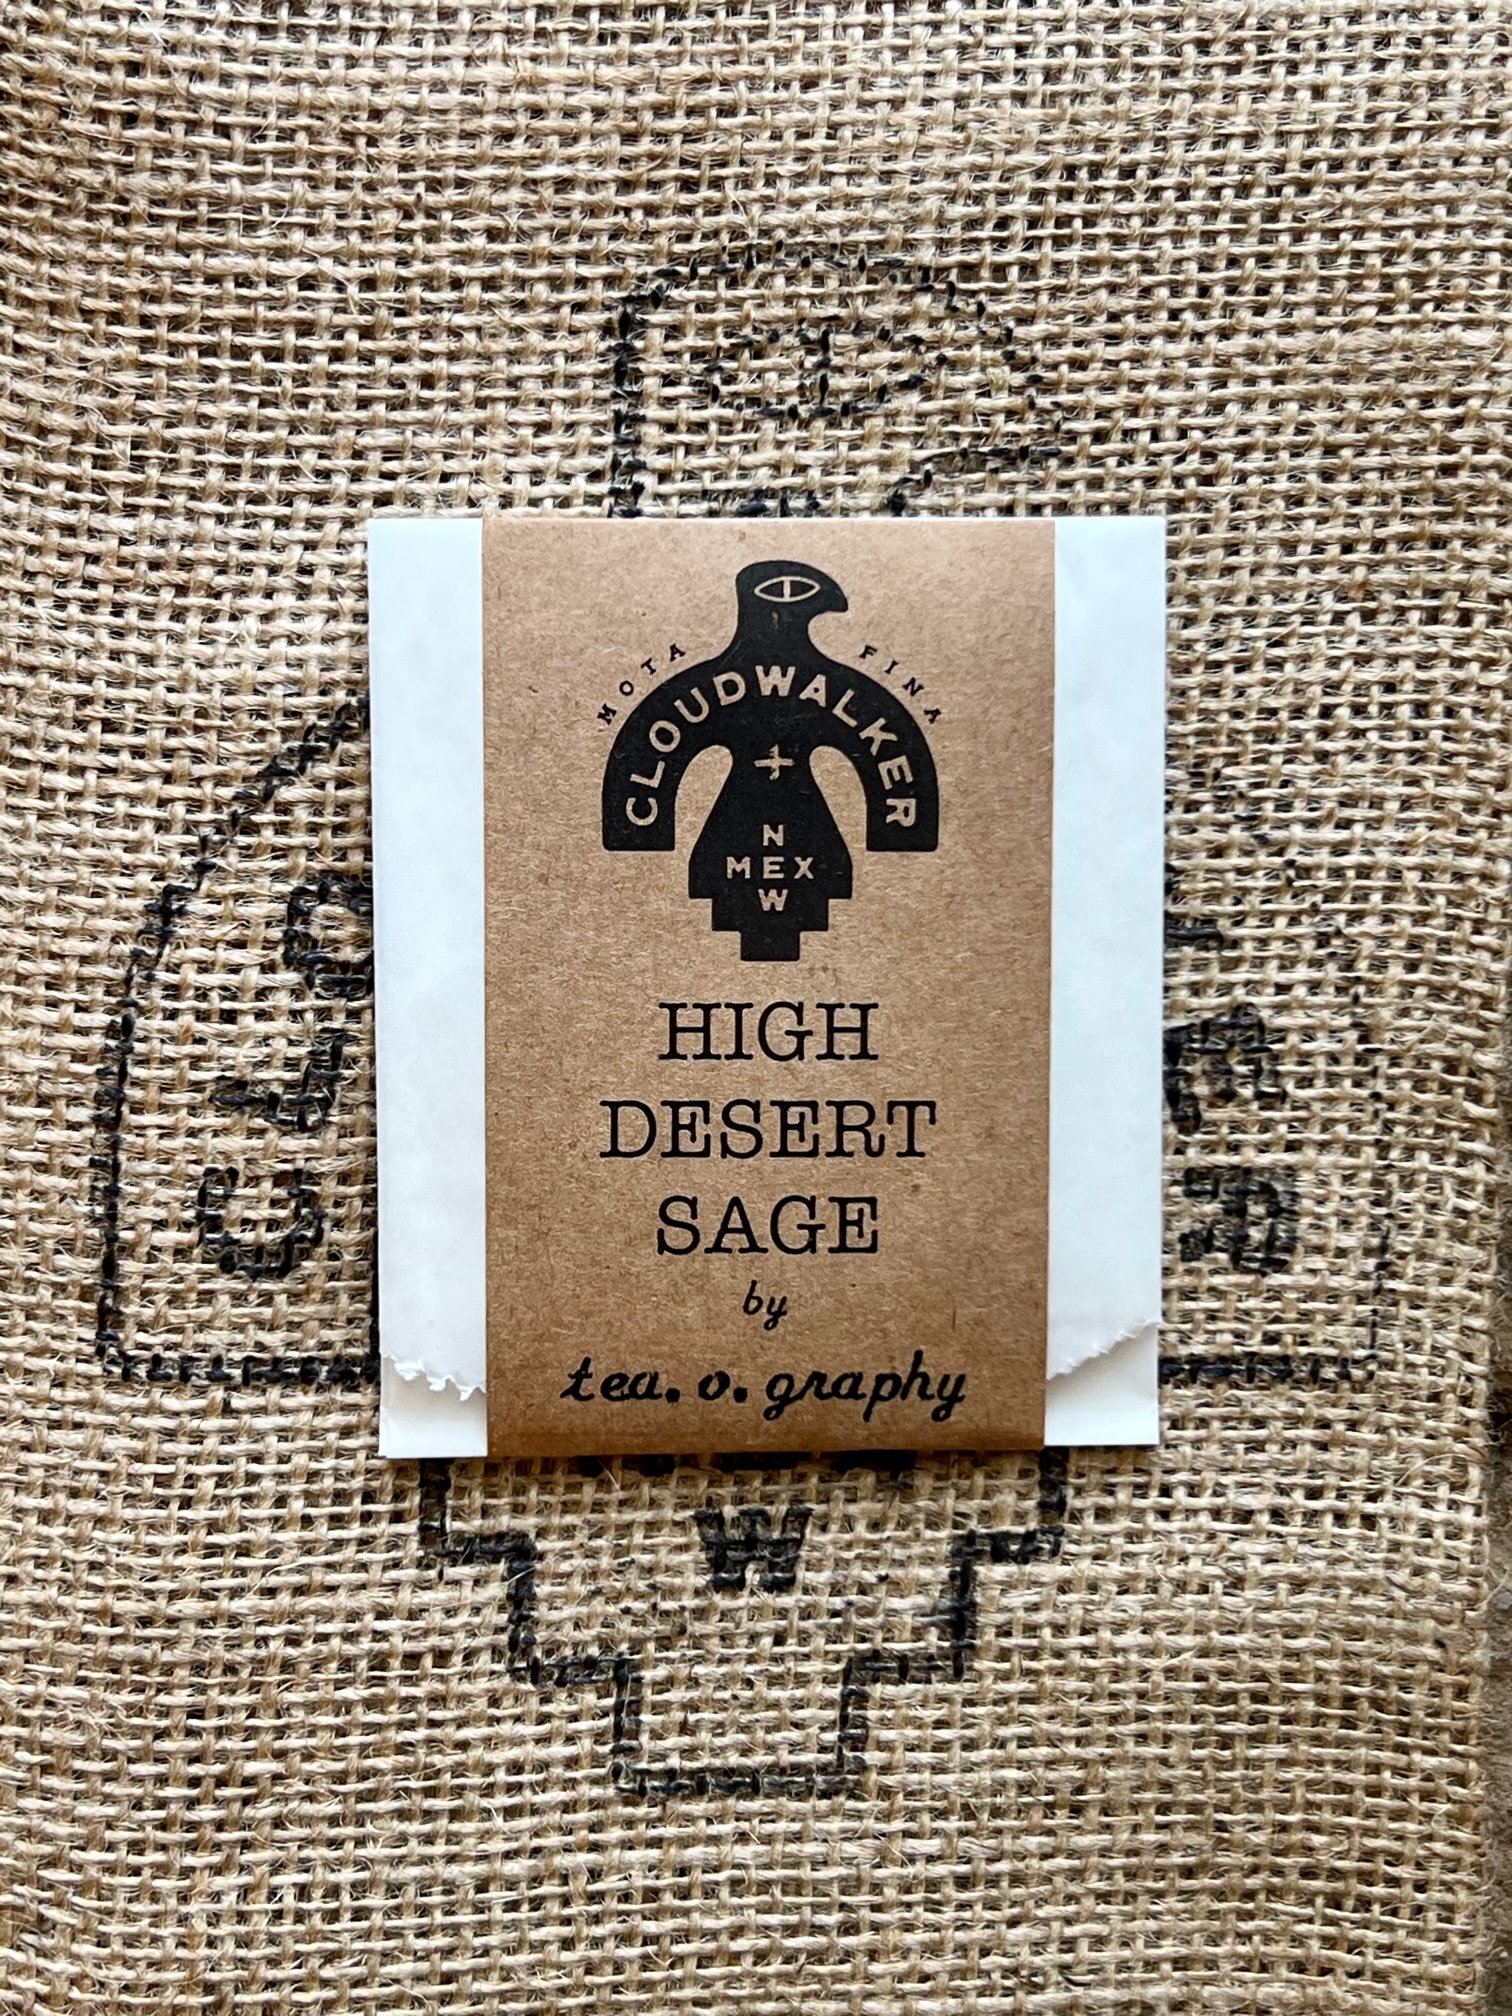 MOTA FINA
CLOUDWALKER
N
MEX
W
HIGH
DESERT
SAGE
by
tea. o. graphy
W